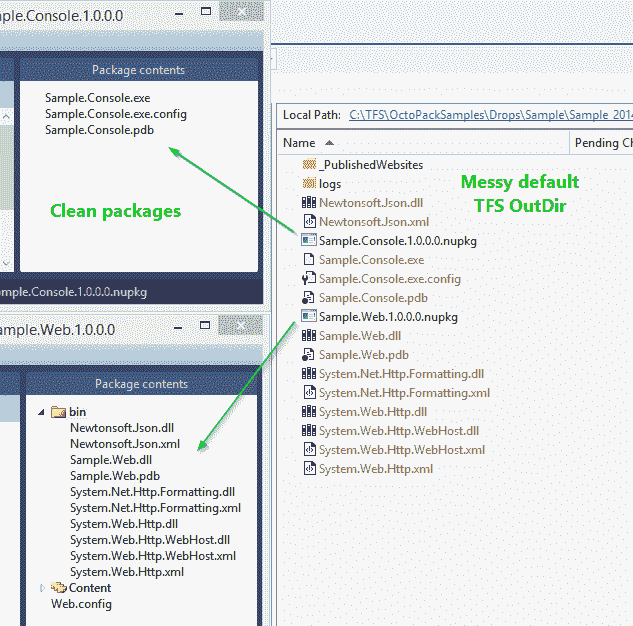 ple.Console.1.0.0.0
Package contents
Sample.Console.exe
Sample.Console.exe.config
Sample.Console.pdb
Clean packages
mple.Console.1.0.0.0.nupkg
ample.Web.1.0.0.0
Package contents
bin
Newtonsoft.Json.dll
Newtonsoft.Json.xml
Sample.Web.dll
Sample.Web.pdb
System.Net.Http.Formatting.dll
System.Net.Http.Formatting.xml
System.Web.Http.dll
System.Web.Http.WebHost.dll
System.Web.Http.WebHost.xml
System.Web.Http.xml
Content
Web.config
Local Path: C:\TFS\OctoPackSamples\Drops\Sample\Sample_2014
Name Pending Ch
_PublishedWebsites
logs
Messy default
TFS OutDir
Newtonsoft.Json.dll
Newtonsoft.Json.xml
Sample.Console.1.0.0.0.nupkg
Sample.Console.exe
Sample.Console.exe.config
Sample.Console.pdb
Sample.Web.1.0.0.0.nupkg
Sample.Web.dll
Sample.Web.pdb
System.Net.Http.Formatting.dll
System.Net.Http.Formatting.xml
System.Web.Http.dll
System.Web.Http.WebHost.dll
System.Web.Http.WebHost.xml
System.Web.Http.xml